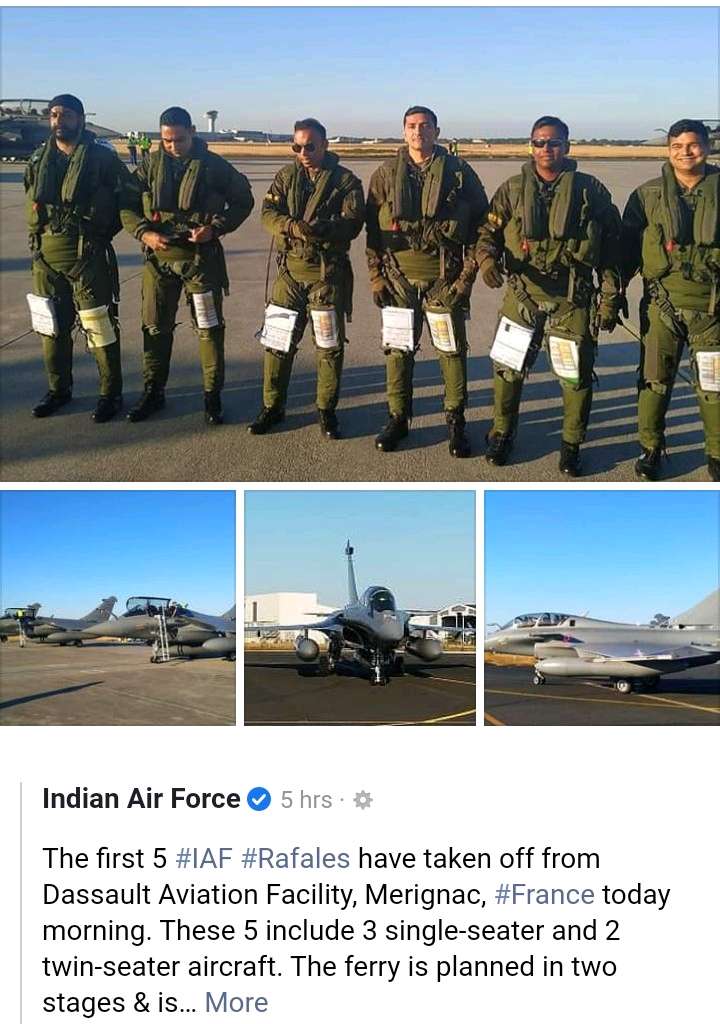 Indian Air Force 5 hrs ·
The first 5 #IAF #Rafales have taken off from
Dassault Aviation Facility, Merignac, #France today
morning. These 5 include 3 single-seater and 2
twin-seater aircraft. The ferry is planned in two
stages & is... More